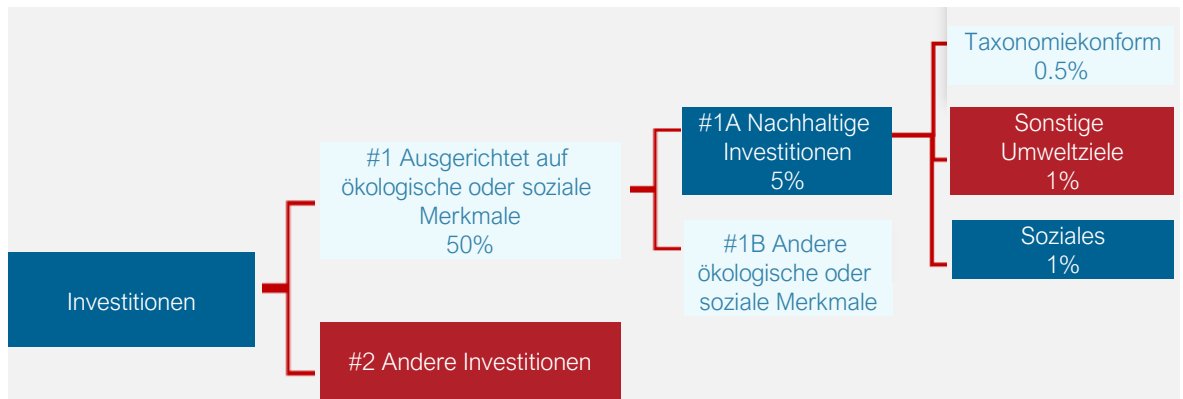 Investitionen
#1 Ausgerichtet auf
ökologische oder soziale
Merkmale
50%
#2 Andere Investitionen
#1A Nachhaltige
Investitionen
5%
#1B Andere
ökologische oder
soziale Merkmale
Taxonomiekonform
0.5%
Sonstige
Umweltziele
1%
Soziales
1%